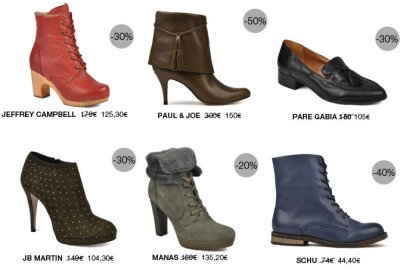 -30%
-50%
-30%
JEFFREY CAMPBELL 179€ 125,30€
PAUL & JOE 300€ 150€
PARE GABIA 150 105€
-30%
-20%
-40%
JB MARTIN 149€ 104,30€
MANAS 169€ 135,20€
SCHU 74€ 44,40€